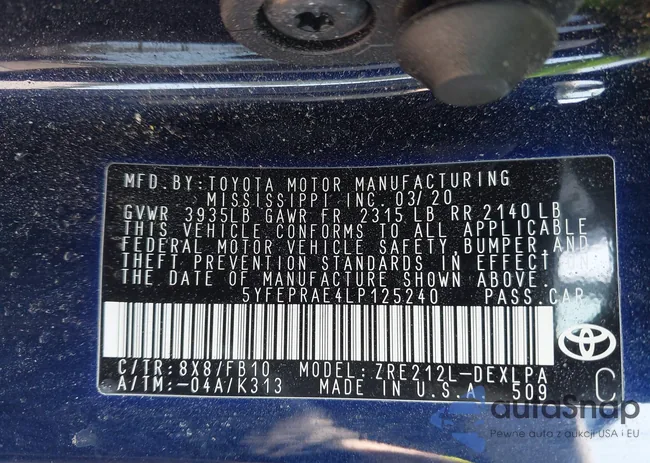 MFD. BY: TOYOTA MOTOR MANUFACTURING
MISSISSIPPI INC. 03/20
GVWR 3935LB GAWR FR 2315 LB RR 2140 LB
THIS VEHICLE CONFORMS TO ALL APPLICABLE
FEDERAL MOTOR VEHICLE SAFETY, BUMPER, AND
THEFT PREVENTION STANDARDS IN EFFECT ON
THE DATE OF MANUFACTURE SHOWN ABOVE.
5YFEPRAE4LP125240 PASS. CAR
C/TR: 8X8/FB10 MODEL: ZRE212L-DEXLPA
A/TM: -04A/K313 MADE IN U.S.A. 509
C
autaSnap
Pewne auta z aukcji USA i EU